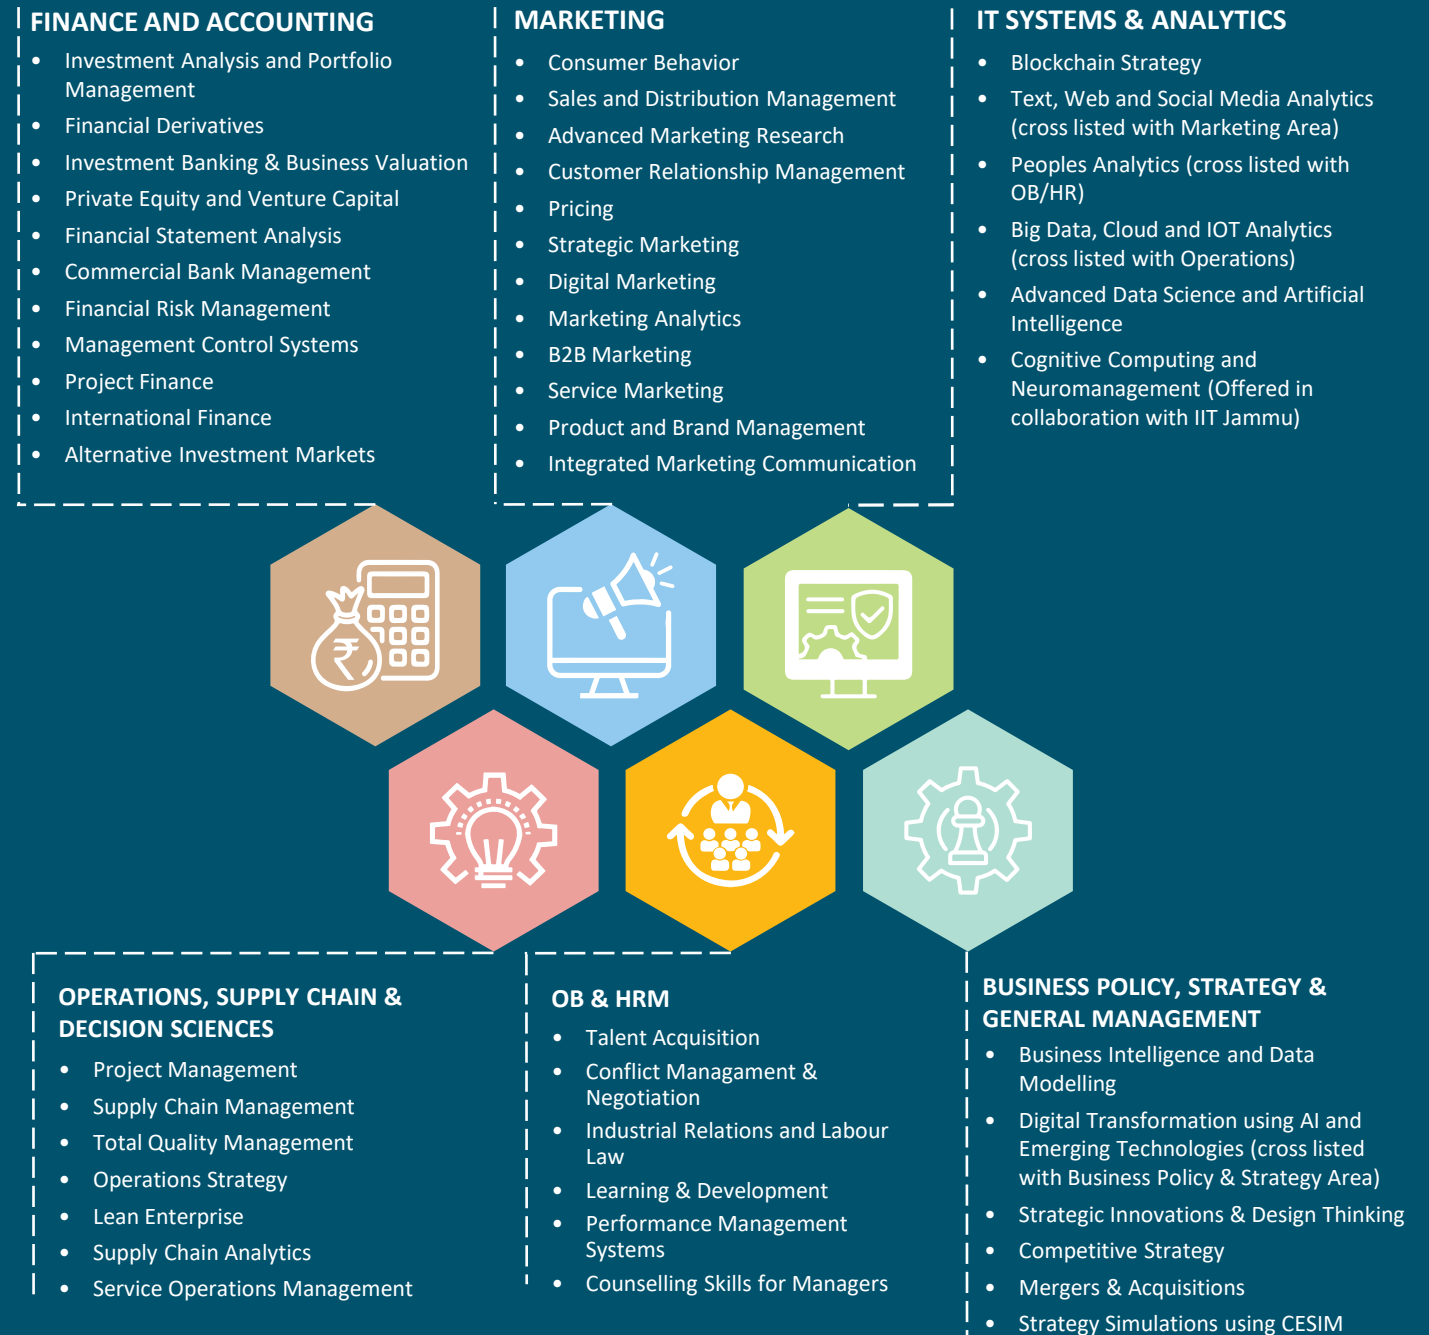 FINANCE AND ACCOUNTING
• Investment Analysis and Portfolio
Management
• Financial Derivatives
• Investment Banking & Business Valuation
• Private Equity and Venture Capital
• Financial Statement Analysis
• Commercial Bank Management
• Financial Risk Management
• Management Control Systems
• Project Finance
• International Finance
• Alternative Investment Markets
MARKETING
• Consumer Behavior
• Sales and Distribution Management
• Advanced Marketing Research
• Customer Relationship Management
• Pricing
• Strategic Marketing
• Digital Marketing
• Marketing Analytics
• B2B Marketing
• Service Marketing
• Product and Brand Management
• Integrated Marketing Communication
IT SYSTEMS & ANALYTICS
• Blockchain Strategy
• Text, Web and Social Media Analytics
(cross listed with Marketing Area)
• Peoples Analytics (cross listed with
OB/HR)
• Big Data, Cloud and IOT Analytics
(cross listed with Operations)
• Advanced Data Science and Artificial
Intelligence
• Cognitive Computing and
Neuromanagement (Offered in
collaboration with IIT Jammu)
₹
OPERATIONS, SUPPLY CHAIN &
DECISION SCIENCES
• Project Management
• Supply Chain Management
• Total Quality Management
• Operations Strategy
• Lean Enterprise
• Supply Chain Analytics
• Service Operations Management
OB & HRM
• Talent Acquisition
• Conflict Managament &
Negotiation
• Industrial Relations and Labour
Law
• Learning & Development
• Performance Management
Systems
• Counselling Skills for Managers
BUSINESS POLICY, STRATEGY &
GENERAL MANAGEMENT
• Business Intelligence and Data
Modelling
• Digital Transformation using AI and
Emerging Technologies (cross listed
with Business Policy & Strategy Area)
• Strategic Innovations & Design Thinking
• Competitive Strategy
• Mergers & Acquisitions
• Strategy Simulations using CESIM